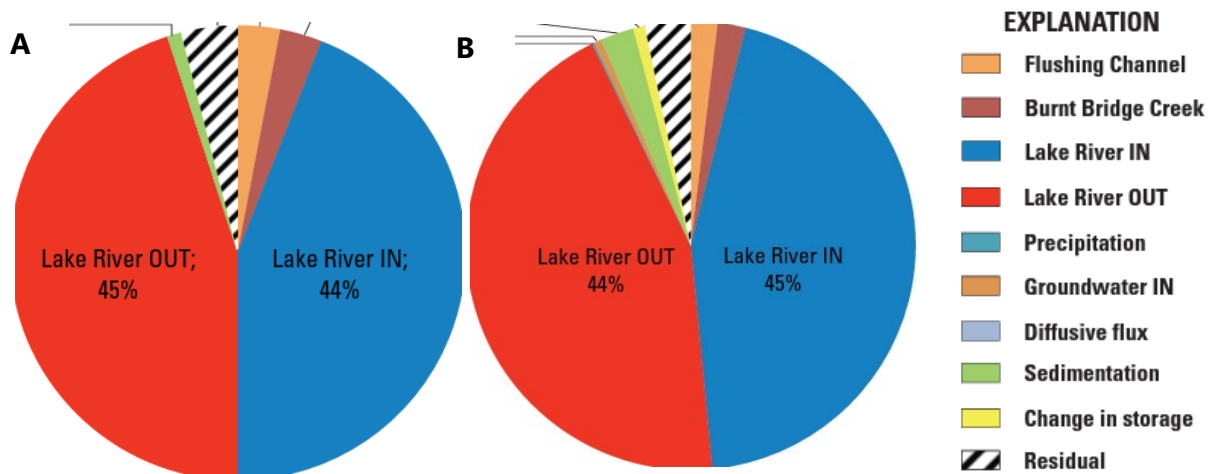 A
B
Lake River OUT;
45%
Lake River IN;
44%
Lake River OUT
44%
Lake River IN
45%
EXPLANATION
Flushing Channel
Burnt Bridge Creek
Lake River IN
Lake River OUT
Precipitation
Groundwater IN
Diffusive flux
Sedimentation
Change in storage
Residual